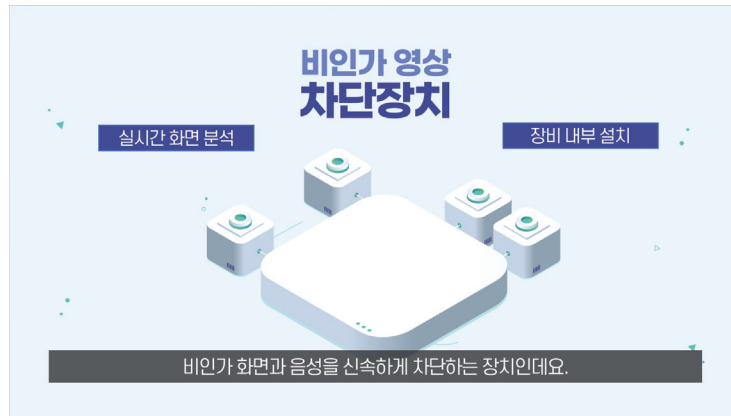 비인가 영상
차단장치
실시간 화면 분석
장비 내부 설치
비인가 화면과 음성을 신속하게 차단하는 장치인데요.